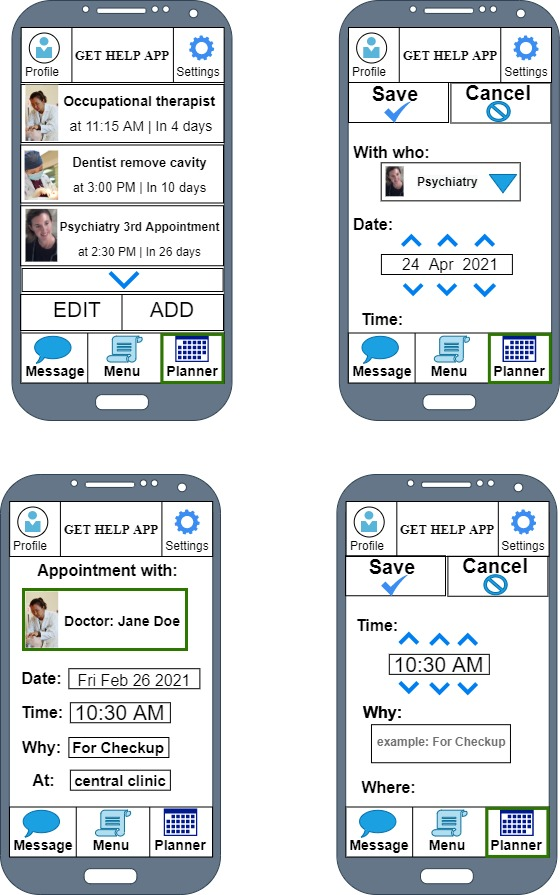 Profile
GET HELP APP
Settings
Occupational therapist
at 11:15 AM | In 4 days
Dentist remove cavity
at 3:00 PM | In 10 days
Psychiatry 3rd Appointment
at 2:30 PM | In 26 days
EDIT
ADD
Message
Menu
Planner
Profile
GET HELP APP
Settings
Save
Cancel
With who:
Psychiatry
Date:
24 Apr 2021
Time:
Message
Menu
Planner
Profile
GET HELP APP
Settings
Appointment with:
Doctor: Jane Doe
Date: Fri Feb 26 2021
Time: 10:30 AM
Why: For Checkup
At: central clinic
Message
Menu
Planner
Profile
GET HELP APP
Settings
Save
Cancel
Time:
10:30 AM
Why:
example: For Checkup
Where:
Message
Menu
Planner